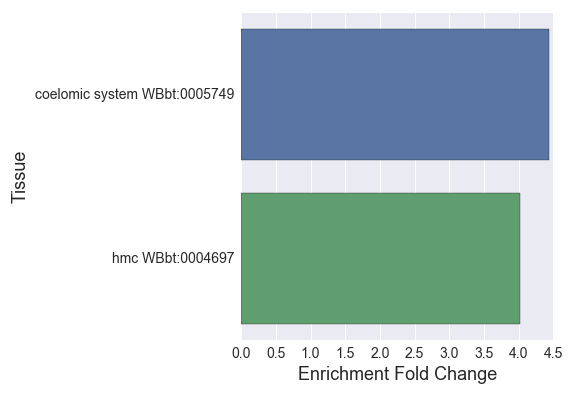 Tissue
coelomic system WBbt:0005749
hmc WBbt:0004697
0.0 0.5 1.0 1.5 2.0 2.5 3.0 3.5 4.0 4.5
Enrichment Fold Change